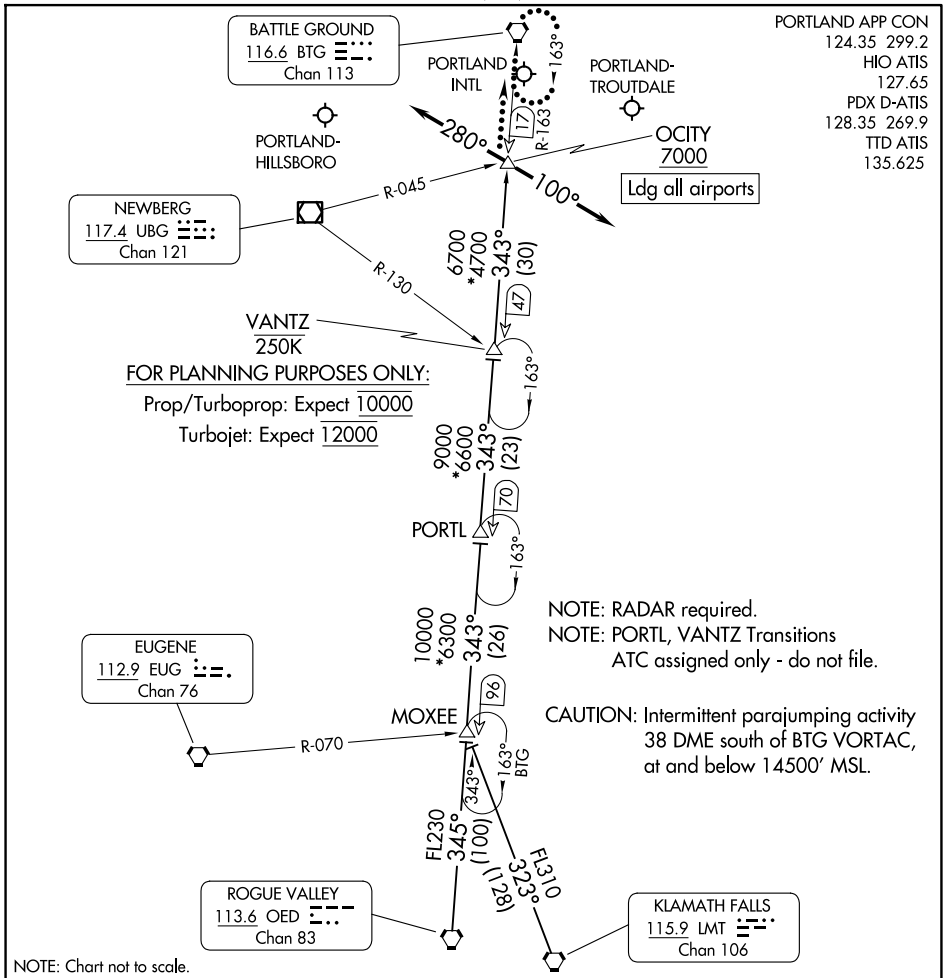 BATTLE GROUND
116.6 BTG
Chan 113
163°
PORTLAND
INTL
PORTLAND-
TROUTDALE
PORTLAND-
HILLSBORO
PORTLAND APP CON
124.35 299.2
HIO ATIS
127.65
PDX D-ATIS
128.35 269.9
TTD ATIS
135.625
280°
17
R-163
OCITY
7000
Ldg all airports
100°
NEWBERG
117.4 UBG
Chan 121
R-045
R-130
6700
*4700
343°
(30)
47
VANTZ
250K
163°
FOR PLANNING PURPOSES ONLY:
Prop/Turboprop: Expect 10000
Turbojet: Expect 12000
9000
*6600
343°
(23)
70
PORTL
163°
NOTE: RADAR required.
NOTE: PORTL, VANTZ Transitions
ATC assigned only - do not file.
10000
*6300
343°
(26)
96
EUGENE
112.9 EUG
Chan 76
R-070
MOXEE
163°
BTG
343°
CAUTION: Intermittent parajumping activity
38 DME south of BTG VORTAC,
at and below 14500' MSL.
FL230
345°
(100)
FL310
323°
(128)
ROGUE VALLEY
113.6 OED
Chan 83
KLAMATH FALLS
115.9 LMT
Chan 106
NOTE: Chart not to scale.